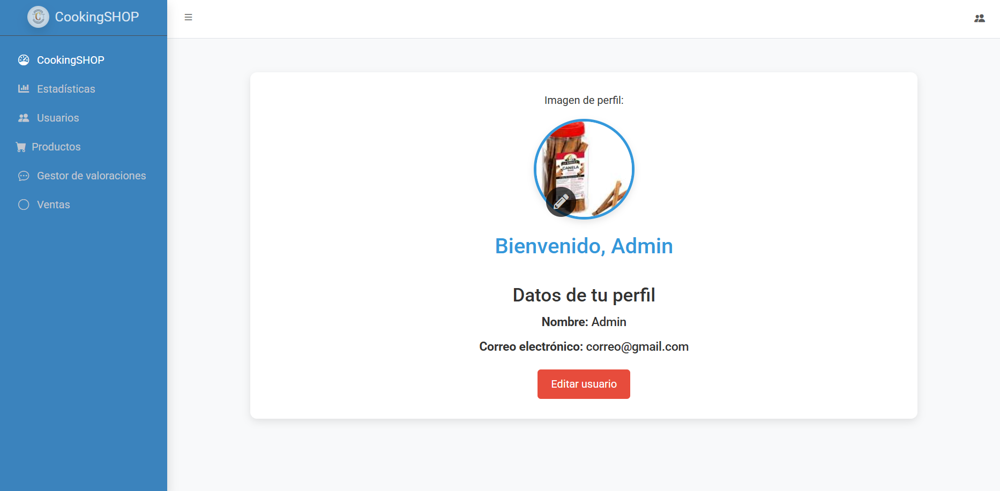 CookingSHOP
CookingSHOP
Estadísticas
Usuarios
Productos
Gestor de valoraciones
Ventas
Imagen de perfil:
CANELA
Bienvenido, Admin
Datos de tu perfil
Nombre: Admin
Correo electrónico: correo@gmail.com
Editar usuario